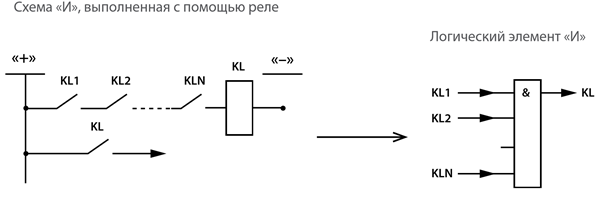 Схема «И», выполненная с помощью реле
Логический элемент «И»
«+»
«–»
KL1
KL2
KLN
KL
KL
KL1
&
KL
KL2
KLN